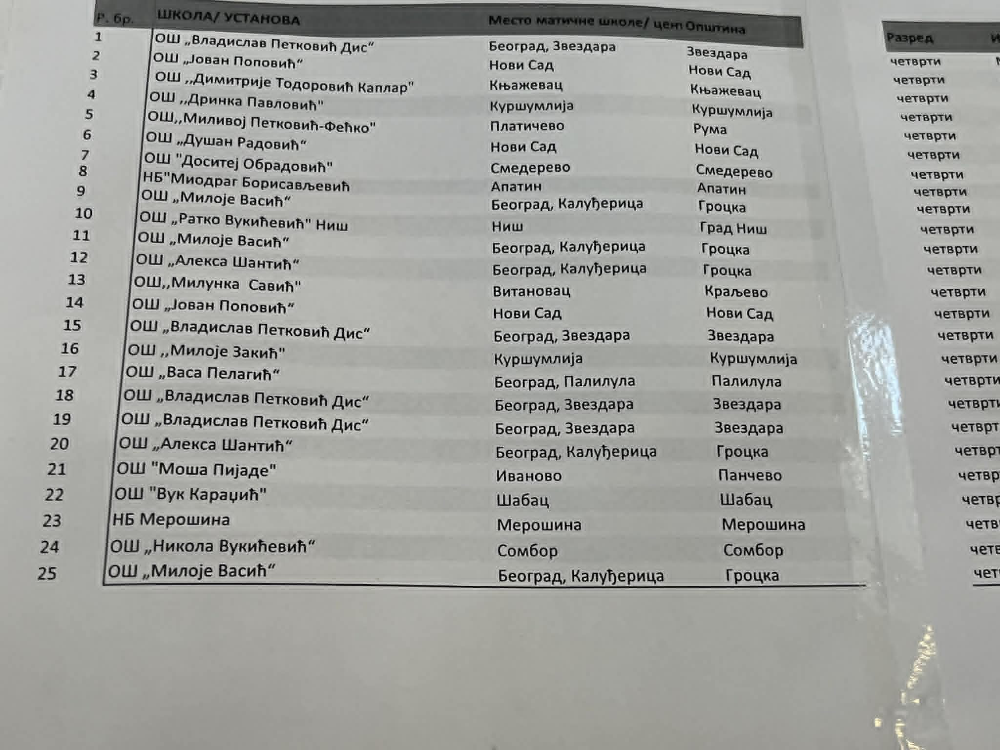 Р. бр. ШКОЛА/ УСТАНОВА Место матичне школе/ цен Општина Разред
1 ОШ „Владислав Петковић Дис“ Београд, Звездара Звездара четврти
2 ОШ „Јован Поповић“ Нови Сад Нови Сад четврти
3 ОШ ,,Димитрије Тодоровић Каплар" Књажевац Књажевац четврти
4 ОШ ,,Дринка Павловић" Куршумлија Куршумлија четврти
5 ОШ,,Миливој Петковић-Фећко" Платичево Рума четврти
6 ОШ „Душан Радовић“ Нови Сад Нови Сад четврти
7 ОШ "Доситеј Обрадовић" Смедерево Смедерево четврти
8 НБ"Миодраг Борисављевић Апатин Апатин четврти
9 ОШ „Милоје Васић“ Београд, Калуђерица Гроцка четврти
10 ОШ „Ратко Вукићевић" Ниш Ниш Град Ниш четврти
11 ОШ „Милоје Васић“ Београд, Калуђерица Гроцка четврти
12 ОШ „Алекса Шантић“ Београд, Калуђерица Гроцка четврти
13 ОШ,,Милунка Савић" Витановац Краљево четврти
14 ОШ „Јован Поповић“ Нови Сад Нови Сад четврти
15 ОШ „Владислав Петковић Дис“ Београд, Звездара Звездара четврти
16 ОШ ,,Милоје Закић" Куршумлија Куршумлија четврти
17 ОШ „Васа Пелагић“ Београд, Палилула Палилула четврти
18 ОШ „Владислав Петковић Дис“ Београд, Звездара Звездара четврти
19 ОШ „Владислав Петковић Дис“ Београд, Звездара Звездара четврт
20 ОШ „Алекса Шантић“ Београд, Калуђерица Гроцка четврт
21 ОШ "Моша Пијаде" Иваново Панчево четвр
22 ОШ "Вук Караџић" Шабац Шабац четвр
23 НБ Мерошина Мерошина Мерошина четв
24 ОШ „Никола Вукићевић“ Сомбор Сомбор четв
25 ОШ „Милоје Васић“ Београд, Калуђерица Гроцка чет